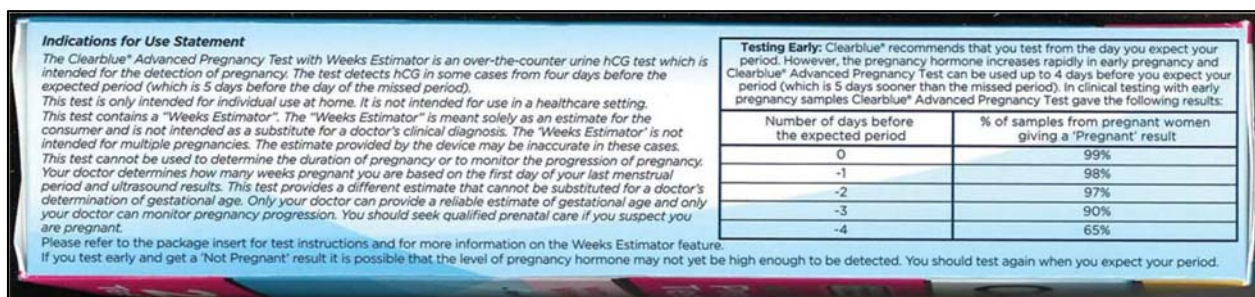 Indications for Use Statement
The Clearblue® Advanced Pregnancy Test with Weeks Estimator is an over-the-counter urine hCG test which is
intended for the detection of pregnancy. The test detects hCG in some cases from four days before the
expected period (which is 5 days before the day of the missed period).
This test is only intended for individual use at home. It is not intended for use in a healthcare setting.
This test contains a "Weeks Estimator". The "Weeks Estimator" is meant solely as an estimate for the
consumer and is not intended as a substitute for a doctor's clinical diagnosis. The 'Weeks Estimator' is not
intended for multiple pregnancies. The estimate provided by the device may be inaccurate in these cases.
This test cannot be used to determine the duration of pregnancy or to monitor the progression of pregnancy.
Your doctor determines how many weeks pregnant you are based on the first day of your last menstrual
period and ultrasound results. This test provides a different estimate that cannot be substituted for a doctor's
determination of gestational age. Only your doctor can provide a reliable estimate of gestational age and only
your doctor can monitor pregnancy progression. You should seek qualified prenatal care if you suspect you
are pregnant.
Please refer to the package insert for test instructions and for more information on the Weeks Estimator feature.
If you test early and get a 'Not Pregnant' result it is possible that the level of pregnancy hormone may not yet be high enough to be detected. You should test again when you expect your period.
Testing Early: Clearblue® recommends that you test from the day you expect your
period. However, the pregnancy hormone increases rapidly in early pregnancy and
Clearblue® Advanced Pregnancy Test can be used up to 4 days before you expect your
period (which is 5 days sooner than the missed period). In clinical testing with early
pregnancy samples Clearblue® Advanced Pregnancy Test gave the following results:
Number of days before the expected period % of samples from pregnant women giving a 'Pregnant' result
0 99%
-1 98%
-2 97%
-3 90%
-4 65%